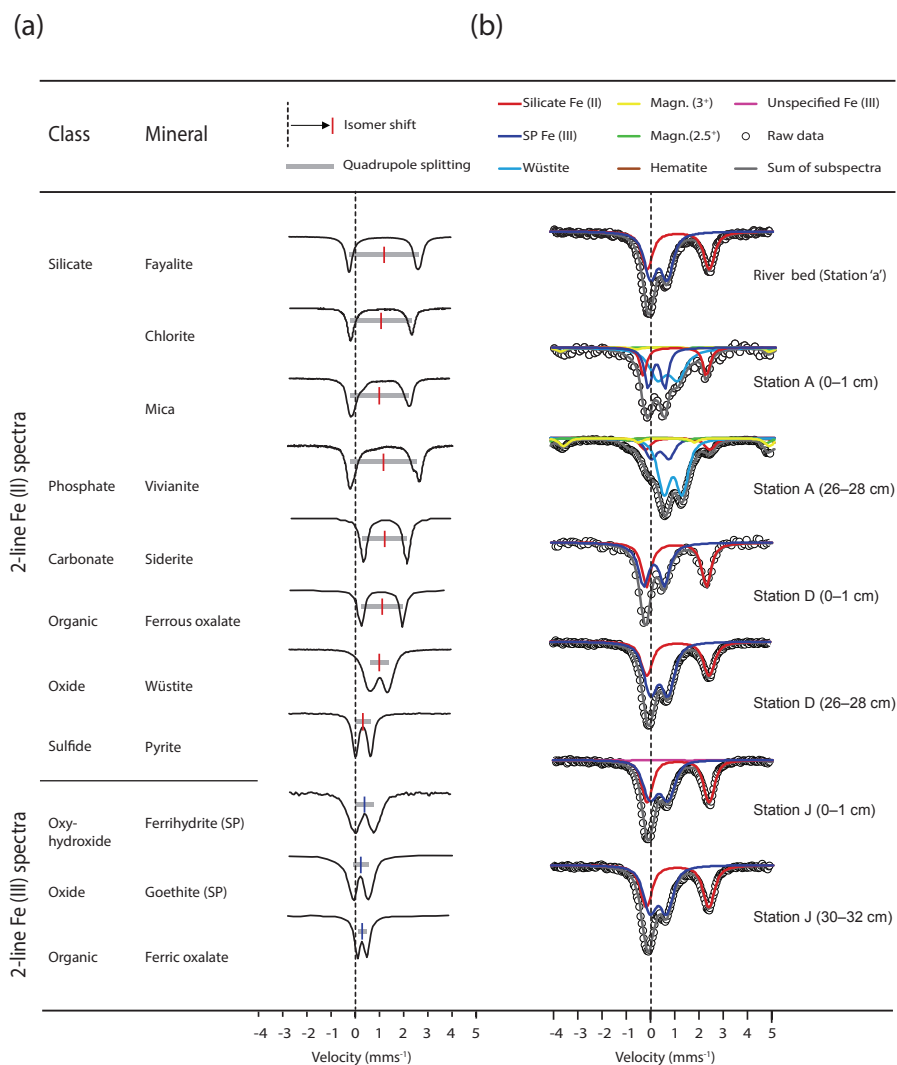 (a)
(b)
Class
Mineral
Isomer shift
Quadrupole splitting
Silicate Fe (II)
Magn. (3⁺)
Unspecified Fe (III)
SP Fe (III)
Magn.(2.5⁺)
Raw data
Wüstite
Hematite
Sum of subspectra
2-line Fe (II) spectra
Silicate
Fayalite
Chlorite
Mica
Phosphate
Vivianite
Carbonate
Siderite
Organic
Ferrous oxalate
Oxide
Wüstite
Sulfide
Pyrite
2-line Fe (III) spectra
Oxy-
hydroxide
Ferrihydrite (SP)
Oxide
Goethite (SP)
Organic
Ferric oxalate
-4 -3 -2 -1 0 1 2 3 4 5
Velocity (mms⁻¹)
River bed (Station 'a')
Station A (0–1 cm)
Station A (26–28 cm)
Station D (0–1 cm)
Station D (26–28 cm)
Station J (0–1 cm)
Station J (30–32 cm)
-4 -3 -2 -1 0 1 2 3 4 5
Velocity (mms⁻¹)